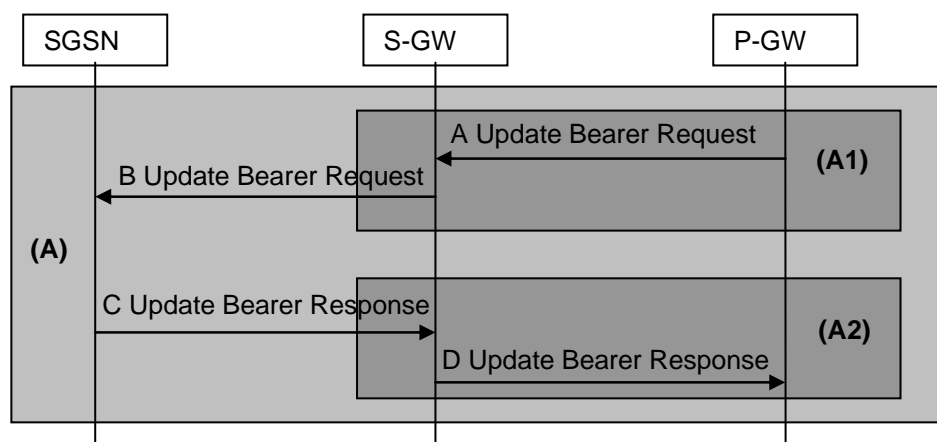 SGSN
S-GW
P-GW
A Update Bearer Request
(A1)
B Update Bearer Request
(A)
C Update Bearer Response
(A2)
D Update Bearer Response